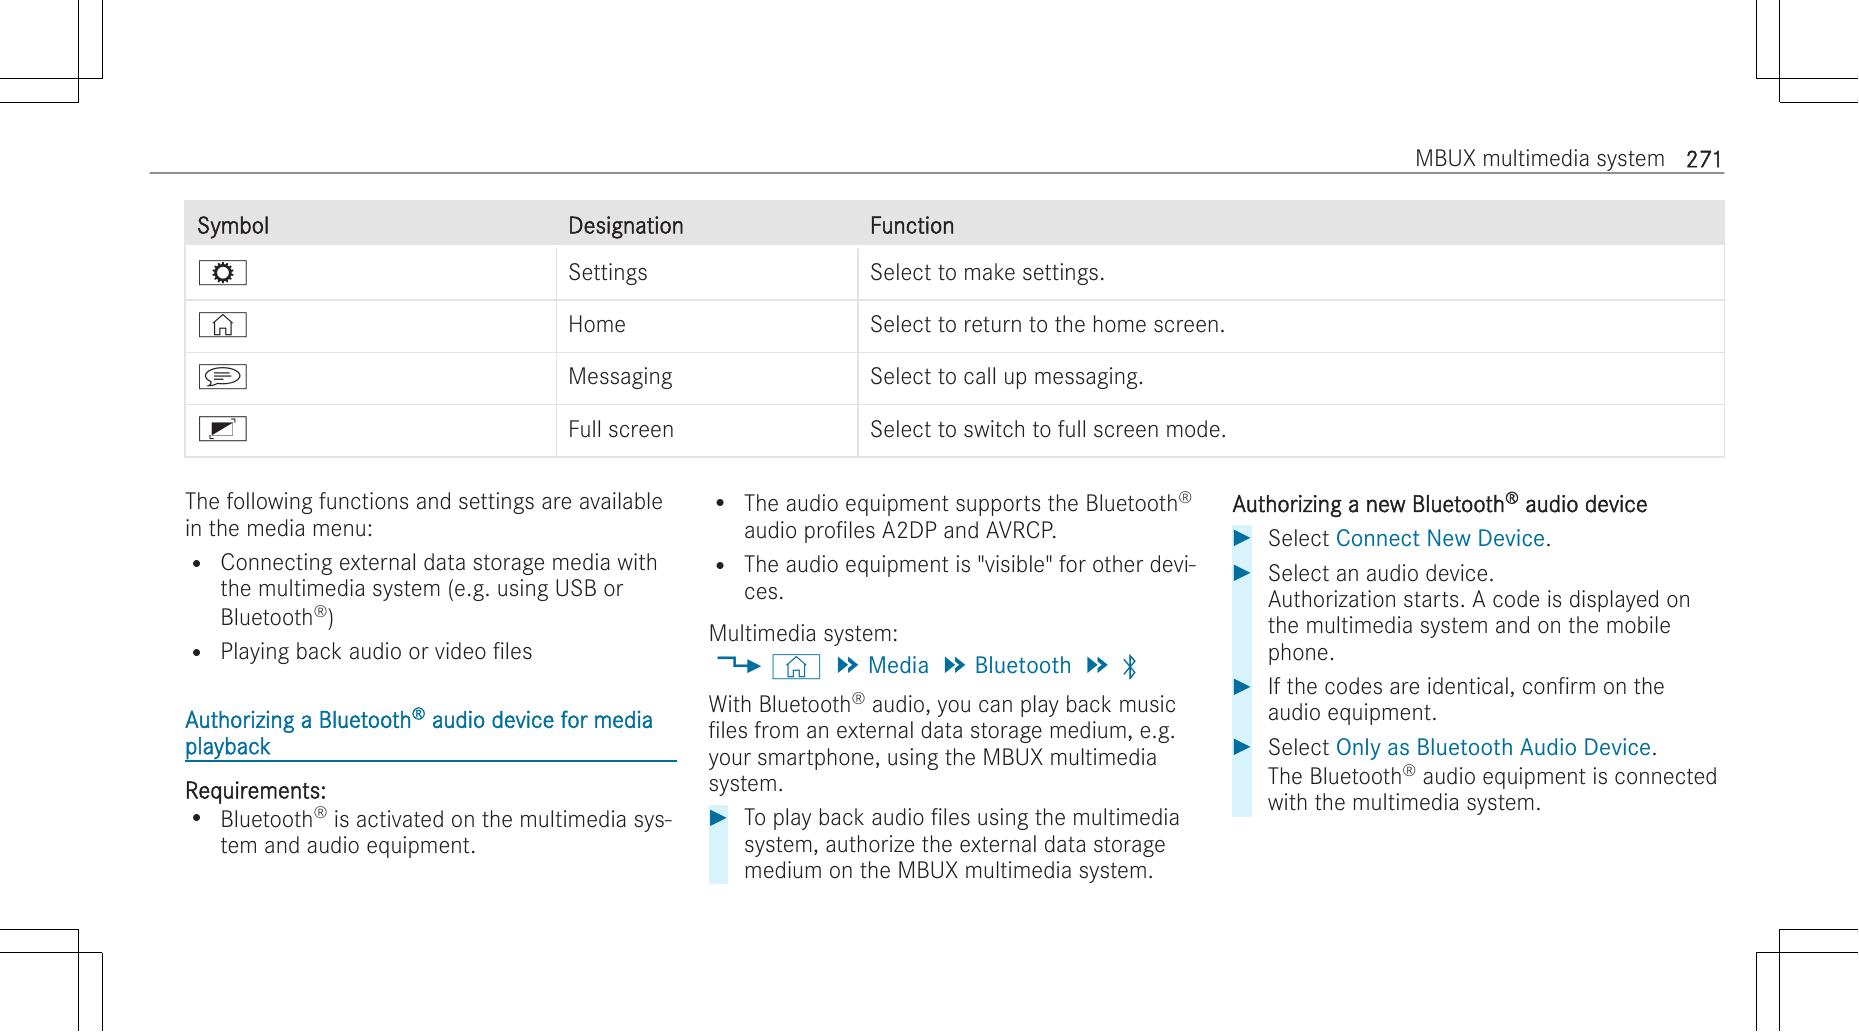 MBUX multimedia system 271
Symbol Designation Function
Settings Select to make settings.
Home Select to return to the home screen.
Messaging Select to call up messaging.
Full screen Select to switch to full screen mode.
The following functions and settings are available
in the media menu:
• Connecting external data storage media with
the multimedia system (e.g. using USB or
Bluetooth®)
• Playing back audio or video files
Authorizing a Bluetooth® audio device for media
playback
Requirements:
• Bluetooth® is activated on the multimedia sys-
tem and audio equipment.
• The audio equipment supports the Bluetooth®
audio profiles A2DP and AVRCP.
• The audio equipment is "visible" for other devi-
ces.
Multimedia system:
Media Bluetooth
With Bluetooth® audio, you can play back music
files from an external data storage medium, e.g.
your smartphone, using the MBUX multimedia
system.
To play back audio files using the multimedia
system, authorize the external data storage
medium on the MBUX multimedia system.
Authorizing a new Bluetooth® audio device
Select Connect New Device.
Select an audio device.
Authorization starts. A code is displayed on
the multimedia system and on the mobile
phone.
If the codes are identical, confirm on the
audio equipment.
Select Only as Bluetooth Audio Device.
The Bluetooth® audio equipment is connected
with the multimedia system.